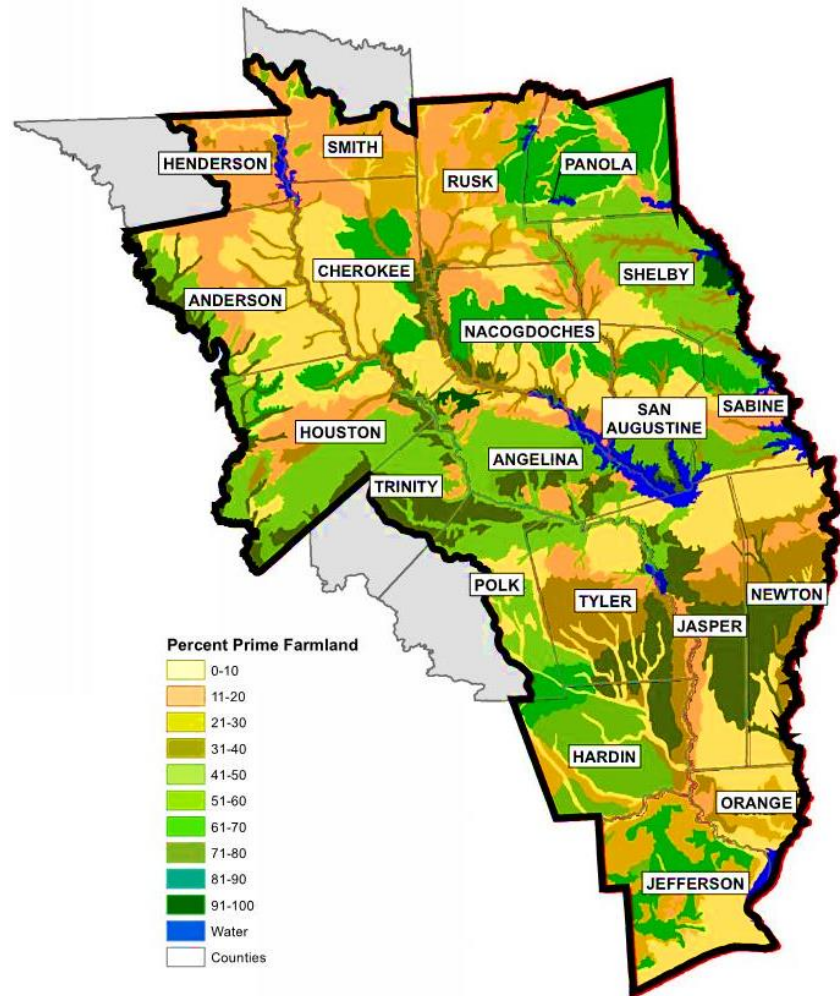 HENDERSON
SMITH
RUSK
PANOLA
CHEROKEE
SHELBY
ANDERSON
NACOGDOCHES
SAN
AUGUSTINE
SABINE
HOUSTON
ANGELINA
TRINITY
POLK
TYLER
NEWTON
JASPER
HARDIN
ORANGE
JEFFERSON
Percent Prime Farmland
0-10
11-20
21-30
31-40
41-50
51-60
61-70
71-80
81-90
91-100
Water
Counties